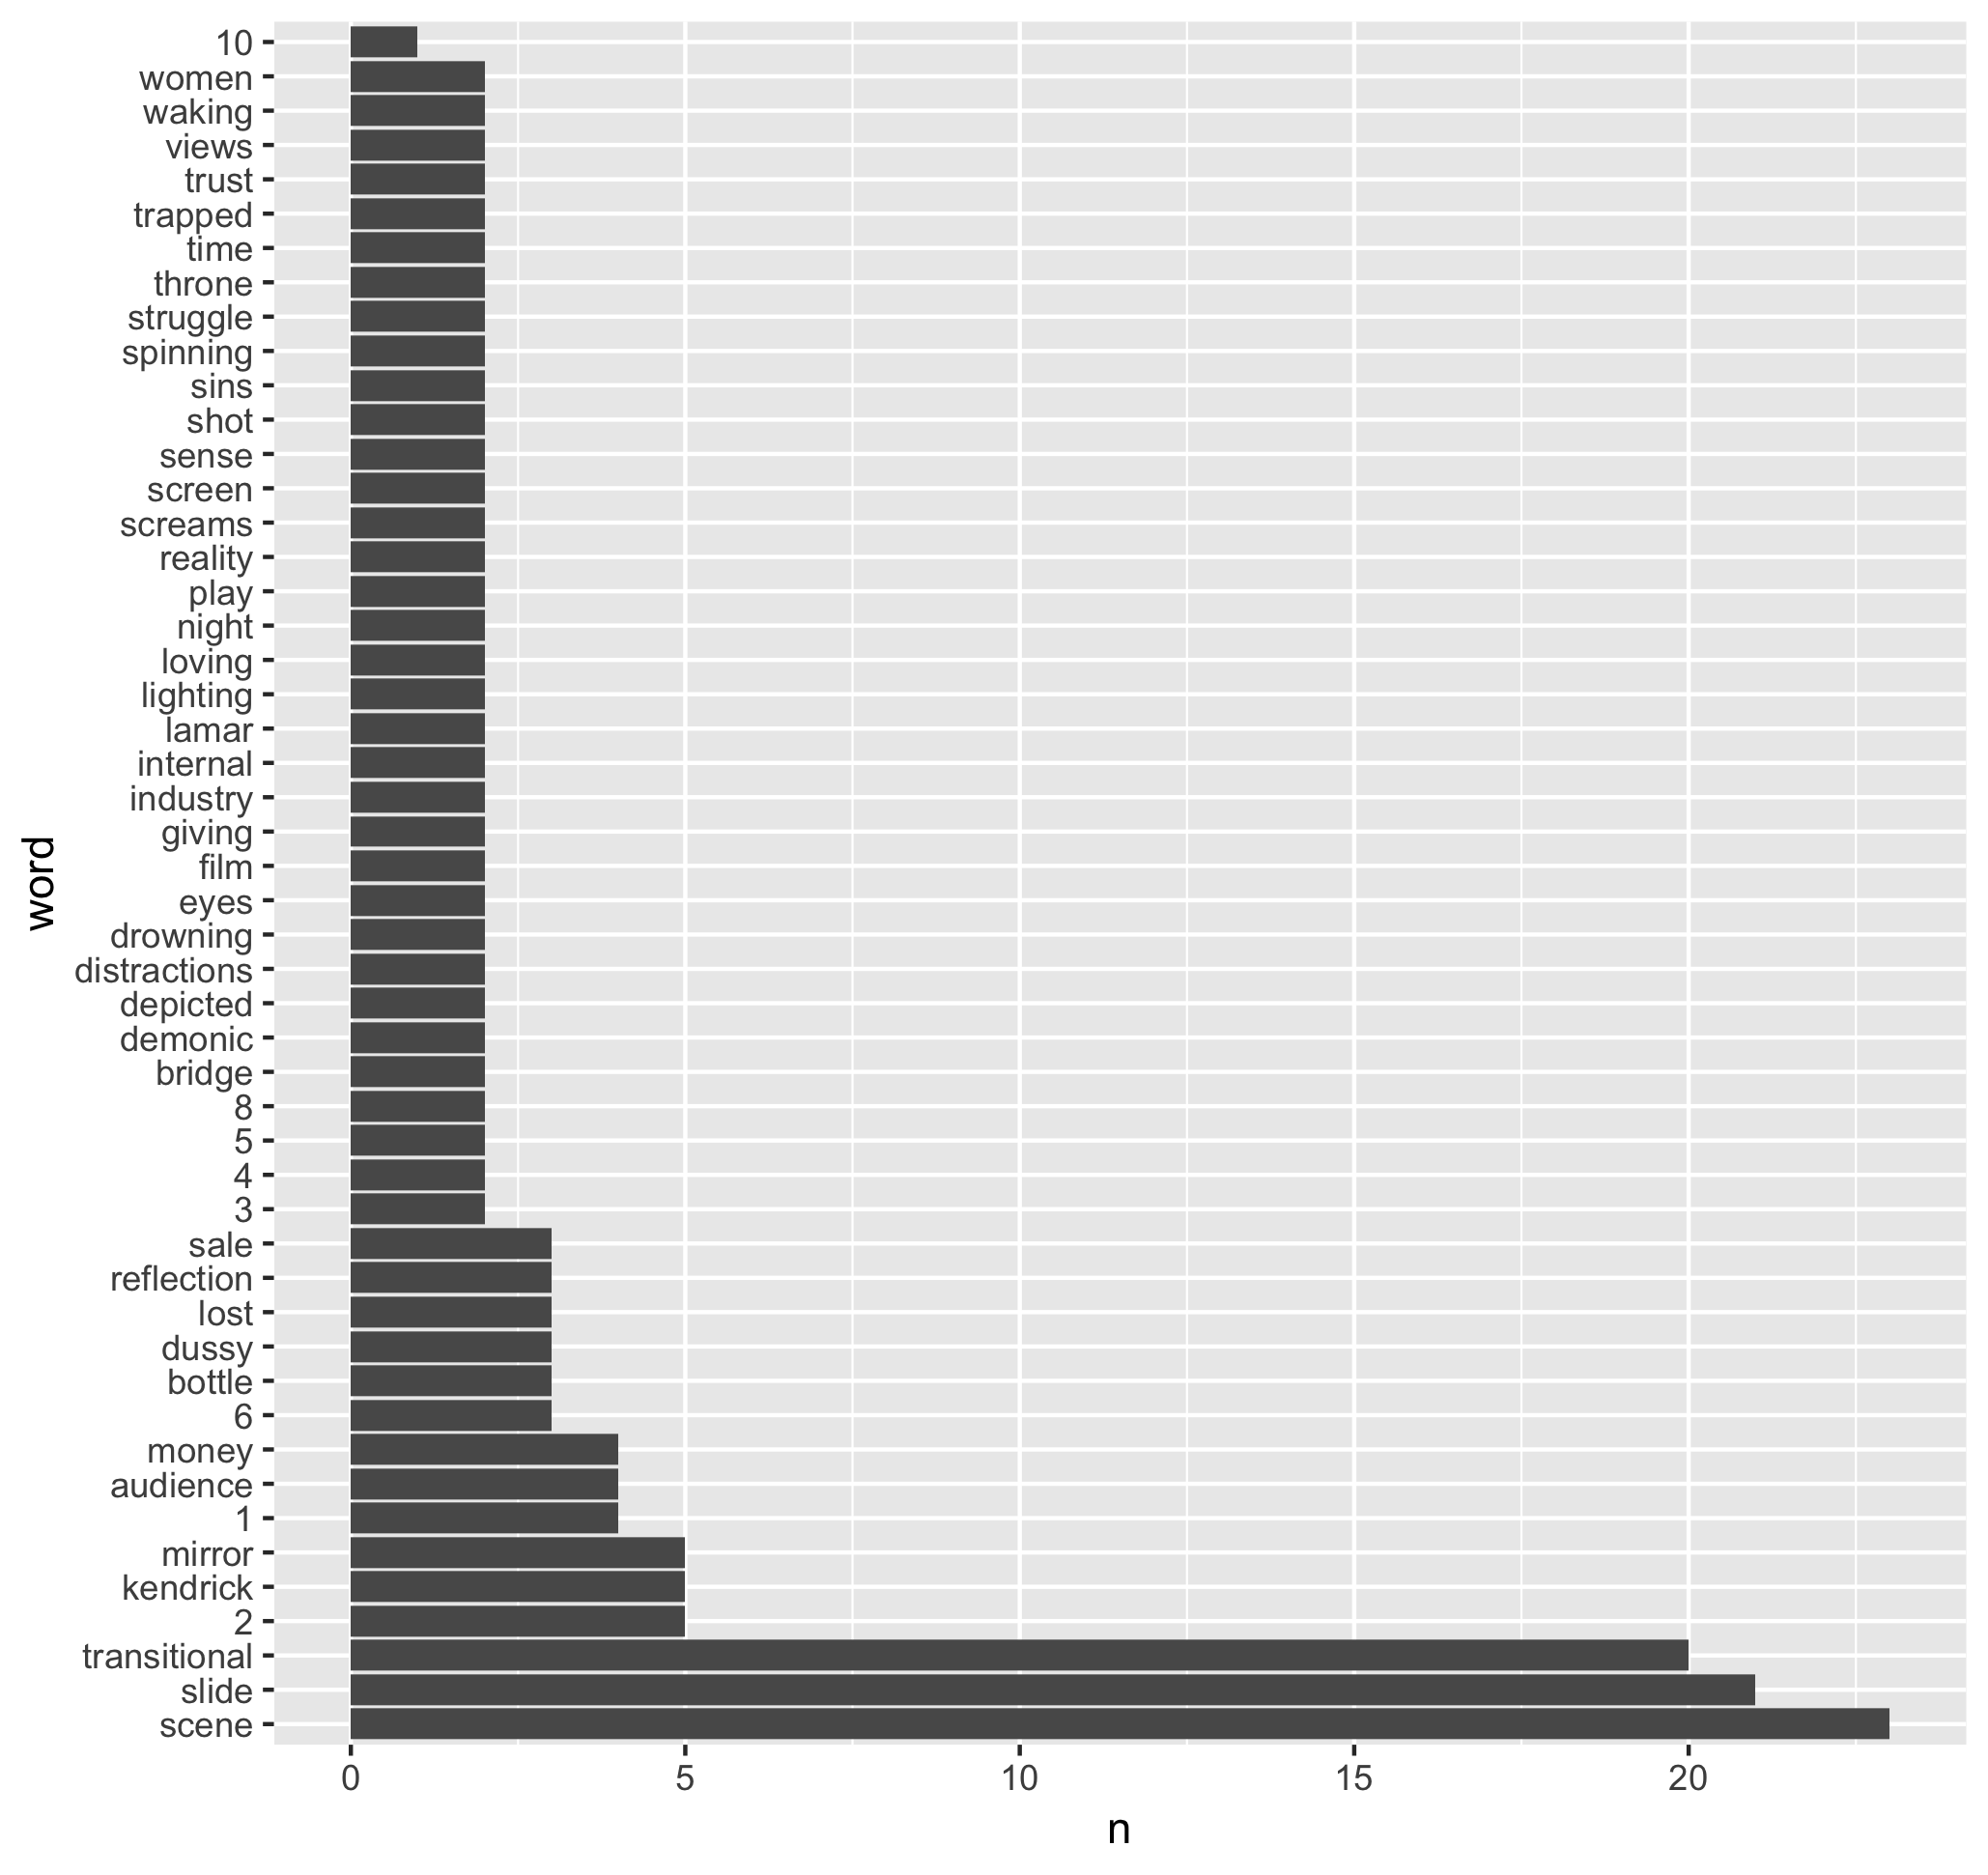 10
women
waking
views
trust
trapped
time
throne
struggle
spinning
sins
shot
sense
screen
screams
reality
play
night
loving
lighting
lamar
internal
industry
giving
film
eyes
drowning
distractions
depicted
demonic
bridge
8
5
4
3
sale
reflection
lost
dussy
bottle
6
money
audience
1
mirror
kendrick
2
transitional
slide
scene
word
0 5 10 15 20
n